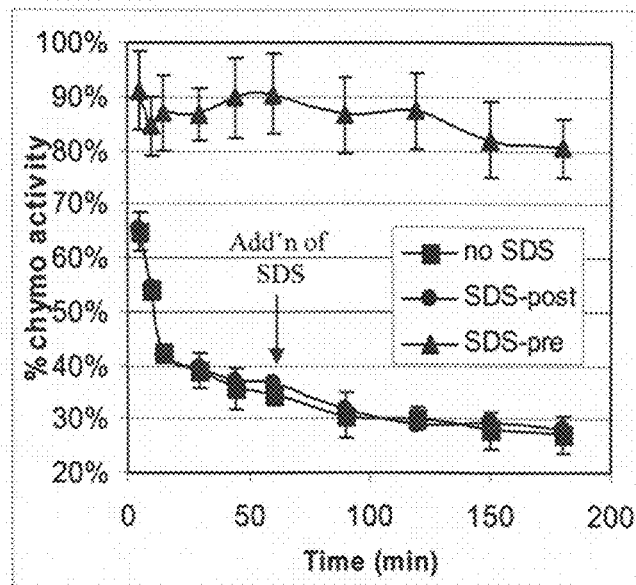 100%
90%
80%
70%
60%
50%
40%
30%
20%
% chymo activity
Add'n of
SDS
no SDS
SDS-post
SDS-pre
0
50
100
150
200
Time (min)